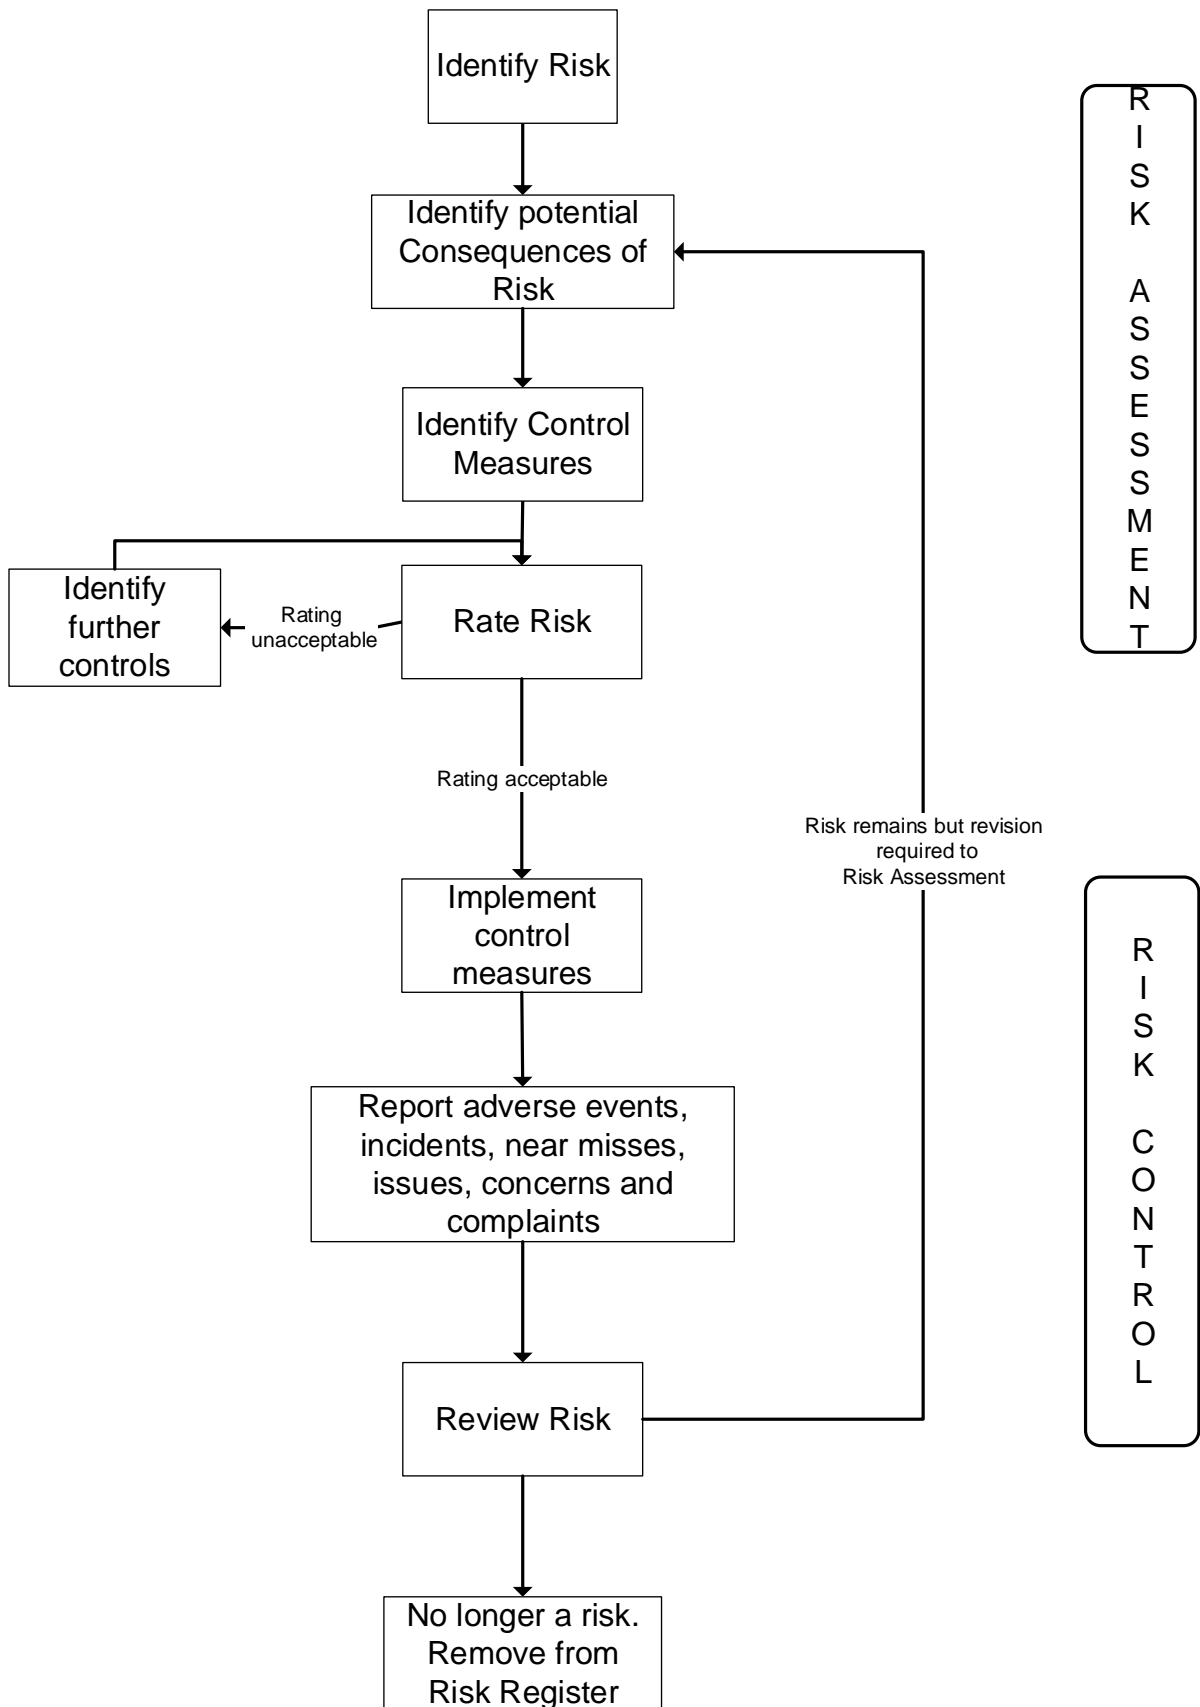 Identify Risk
Identify potential
Consequences of
Risk
Identify Control
Measures
Identify
further
controls
Rating
unacceptable
Rate Risk
Rating acceptable
Risk remains but revision
required to
Risk Assessment
Implement
control
measures
Report adverse events,
incidents, near misses,
issues, concerns and
complaints
Review Risk
No longer a risk.
Remove from
Risk Register
R
I
S
K
A
S
S
E
S
S
M
E
N
T
R
I
S
K
C
O
N
T
R
O
L